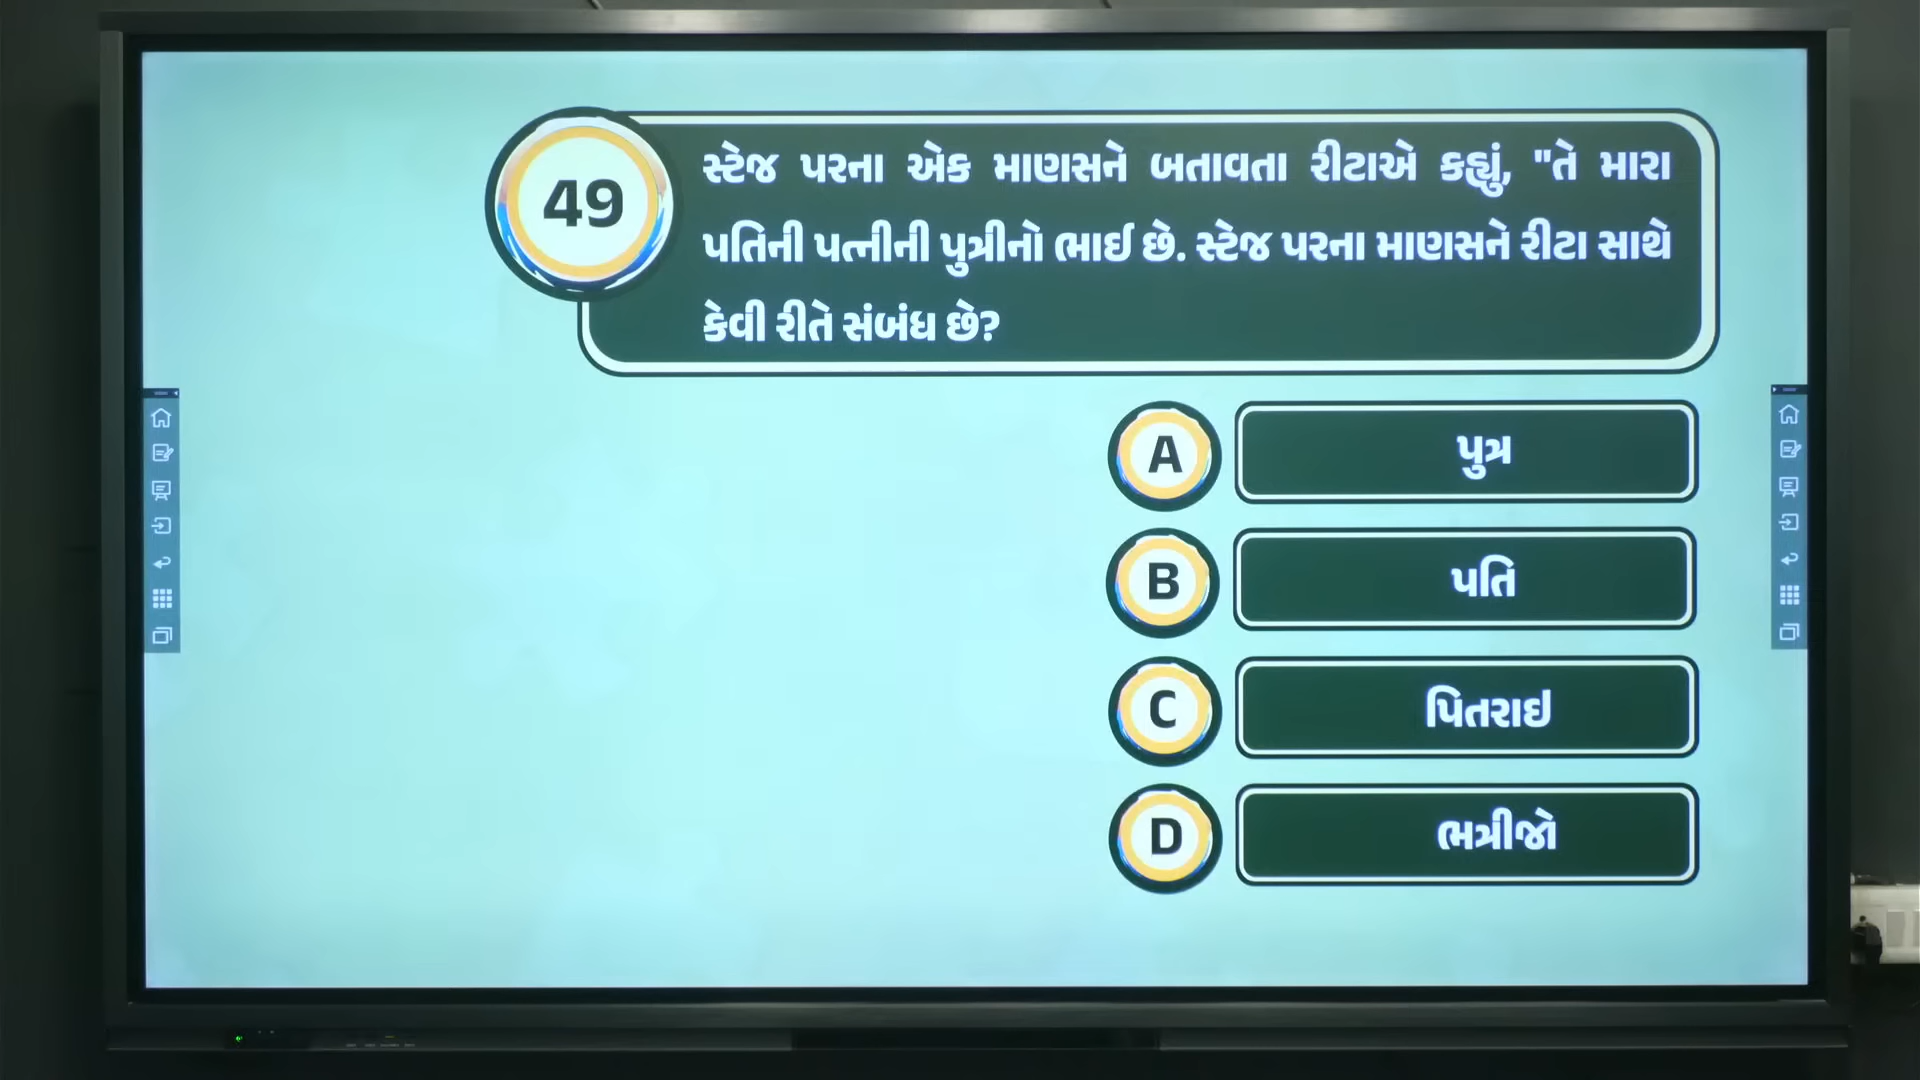 49
સ્ટેજ પરના એક માણસને બતાવતા રીટાએ કહ્યું, "તે મારા
પતિની પત્નીની પુત્રીનો ભાઈ છે. સ્ટેજ પરના માણસને રીટા સાથે
કેવી રીતે સંબંધ છે?
A પુત્ર
B પતિ
C પિતરાઇ
D ભત્રીજો